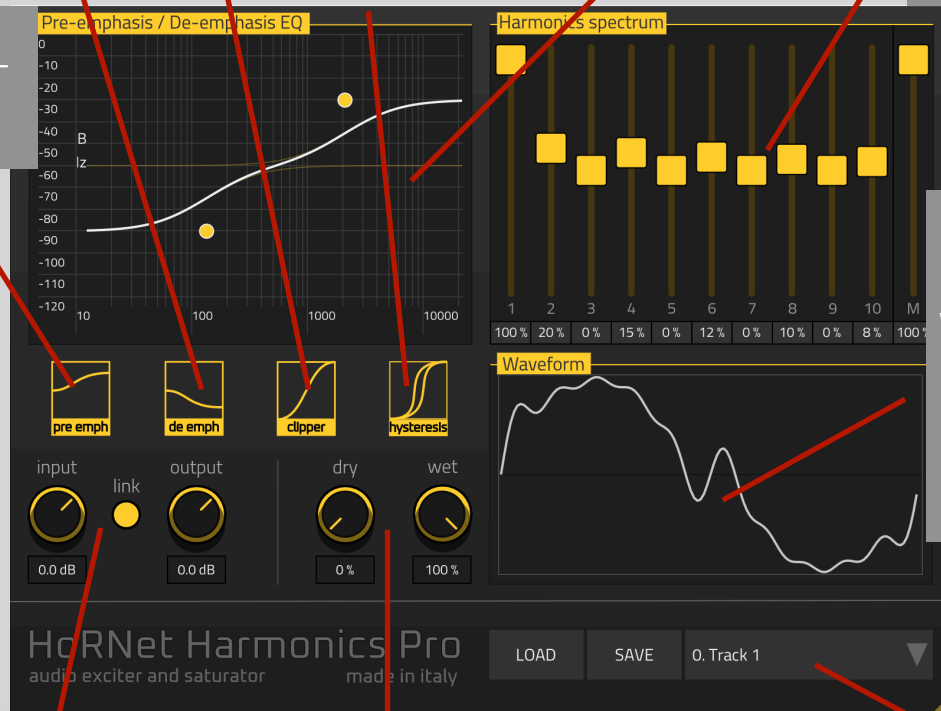 Pre-emphasis / De-emphasis EQ
0
-10
-20
-30
-40
-50
-60
-70
-80
-90
-100
-110
-120
B
lz
10 100 1000 10000
pre emph de emph clipper hysteresis
input link output dry wet
0.0 dB 0.0 dB 0 % 100 %
Harmonics spectrum
1 2 3 4 5 6 7 8 9 10 M
100 % 20 % 0 % 15 % 0 % 12 % 0 % 10 % 0 % 8 % 100 %
Waveform
HoRNet Harmonics Pro
audio exciter and saturator made in italy
LOAD SAVE 0. Track 1